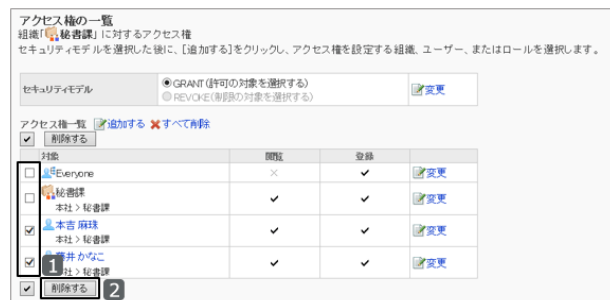 アクセス権の一覧
組織「秘書課」に対するアクセス権
セキュリティモデルを選択した後に、[追加する]をクリックし、アクセス権を設定する組織、ユーザー、またはロールを選択します。
セキュリティモデル
GRANT(許可の対象を選択する)
REVOKE(制限の対象を選択する)
変更
アクセス権一覧 追加する すべて削除
削除する
対象 閲覧 登録
Everyone 変更
秘書課 変更
本社 > 秘書課
本吉 麻珠 変更
本社 > 秘書課
井 かなこ 変更
社 > 秘書課
1
削除する 2